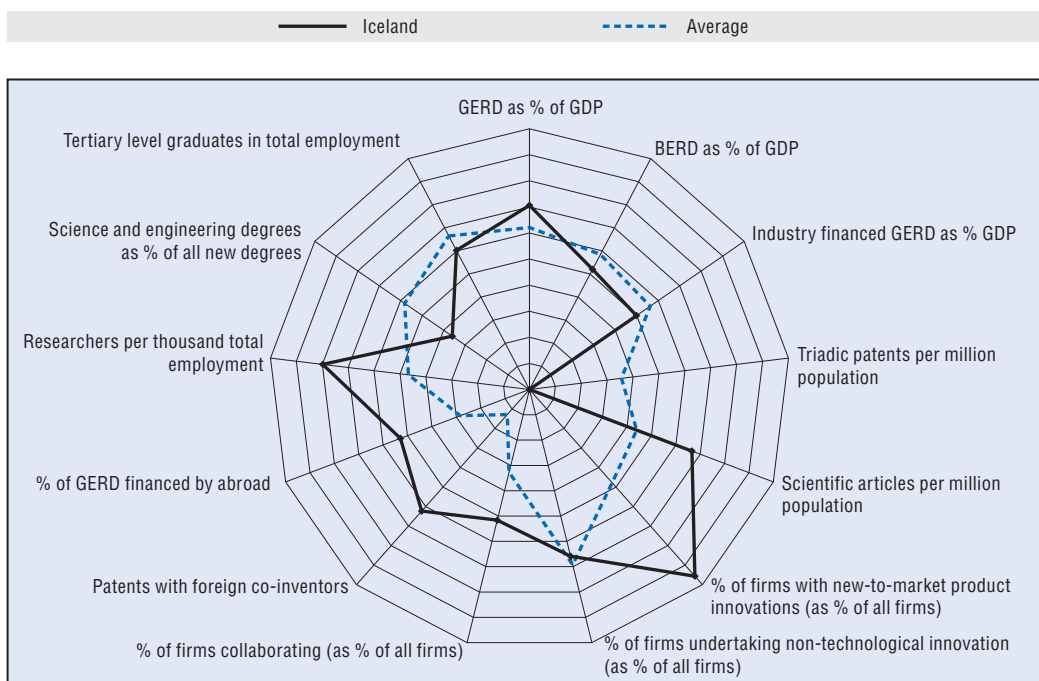 Iceland
Average
GERD as % of GDP
Tertiary level graduates in total employment
BERD as % of GDP
Science and engineering degrees
as % of all new degrees
Industry financed GERD as % GDP
Researchers per thousand total
employment
Triadic patents per million
population
% of GERD financed by abroad
Scientific articles per million
population
Patents with foreign co-inventors
% of firms with new-to-market product
innovations (as % of all firms)
% of firms collaborating (as % of all firms)
% of firms undertaking non-technological innovation
(as % of all firms)